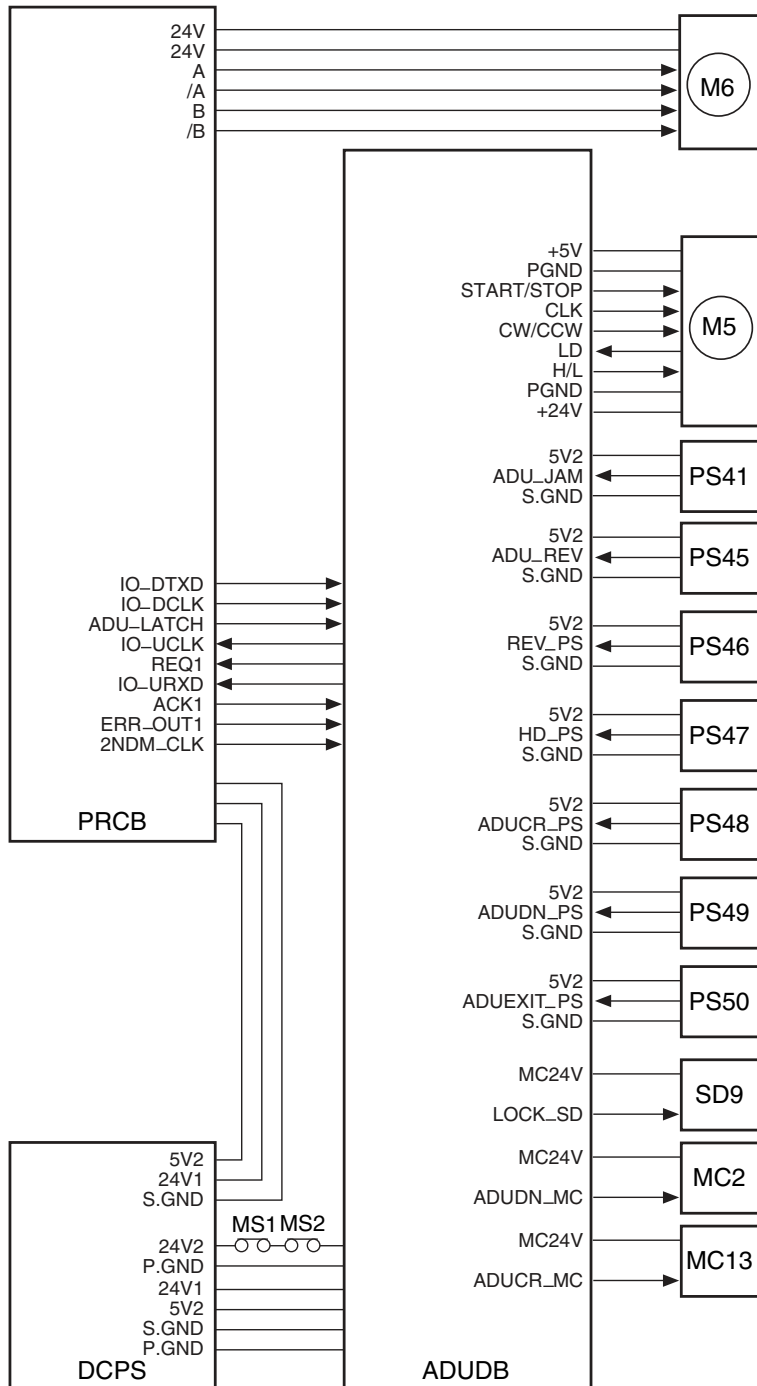 24V
24V
A
/A
B
/B
M6
+5V
PGND
START/STOP
CLK
CW/CCW
LD
H/L
PGND
+24V
M5
5V2
ADU_JAM
S.GND
PS41
5V2
ADU_REV
S.GND
PS45
IO_DTXD
IO_DCLK
ADU_LATCH
IO_UCLK
REQ1
IO_URXD
ACK1
ERR_OUT1
2NDM_CLK
PRCB
5V2
REV_PS
S.GND
PS46
5V2
HD_PS
S.GND
PS47
5V2
ADUCR_PS
S.GND
PS48
5V2
ADUDN_PS
S.GND
PS49
5V2
ADUEXIT_PS
S.GND
PS50
MC24V
LOCK_SD
SD9
MC24V
ADUDN_MC
MC2
MC24V
ADUCR_MC
MC13
5V2
24V1
S.GND
MS1 MS2
24V2
P.GND
24V1
5V2
S.GND
P.GND
DCPS
ADUDB